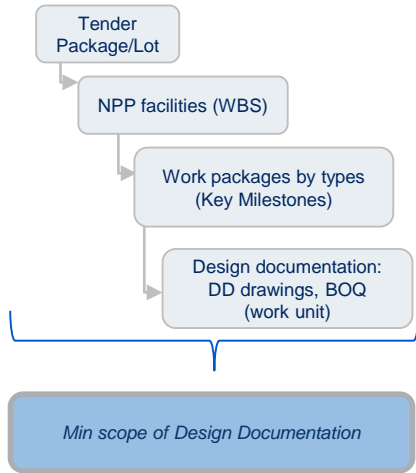 Tender
Package/Lot
NPP facilities (WBS)
Work packages by types
(Key Milestones)
Design documentation:
DD drawings, BOQ
(work unit)
Min scope of Design Documentation